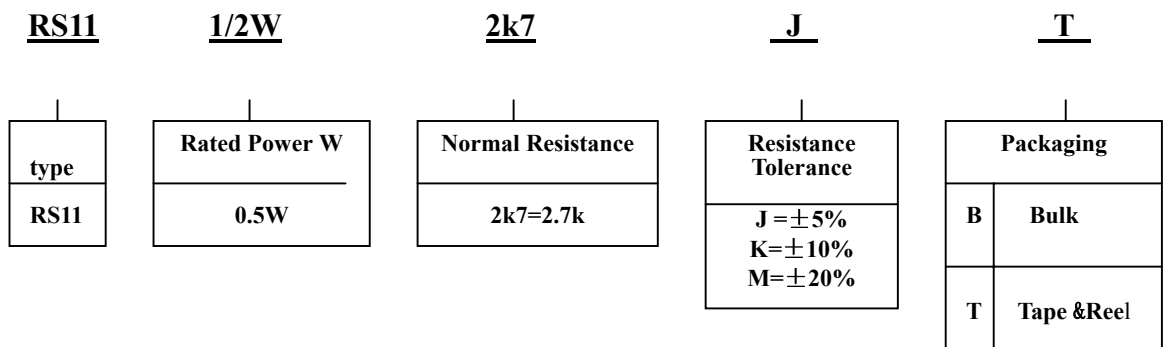 RS11 1/2W 2k7 J T
type
RS11
Rated Power W
0.5W
Normal Resistance
2k7=2.7k
Resistance
Tolerance
J =±5%
K=±10%
M=±20%
Packaging
B Bulk
T Tape &Reel